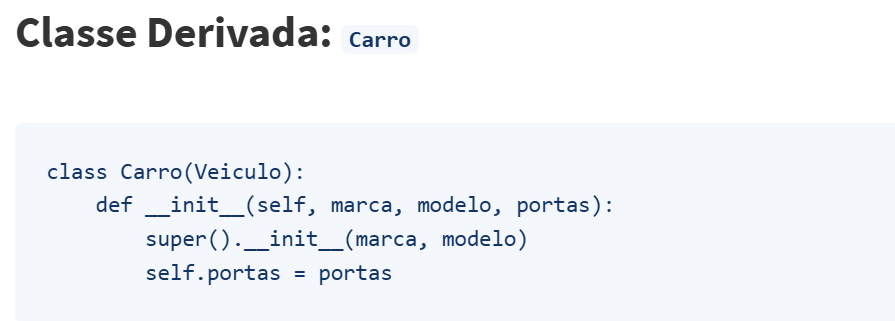 Classe Derivada: Carro
class Carro(Veiculo):
    def __init__(self, marca, modelo, portas):
        super().__init__(marca, modelo)
        self.portas = portas